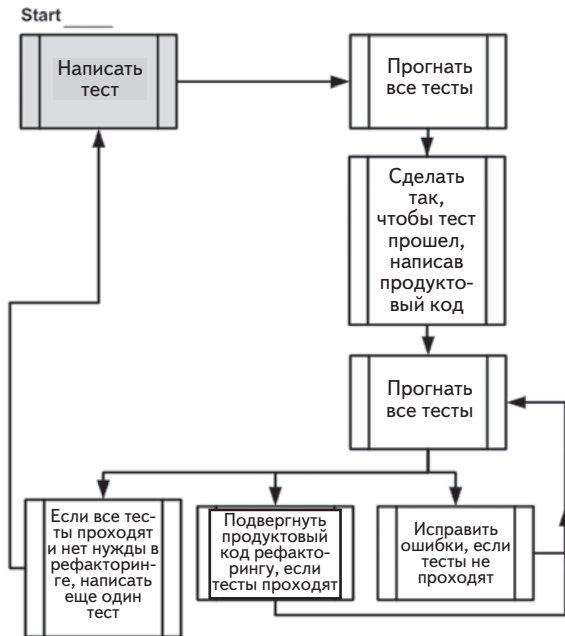 Start
Написать
тест
Прогнать
все тесты
Сделать
так,
чтобы тест
прошел,
написав
продукто-
вый код
Прогнать
все тесты
Если все тес-
ты проходят
и нет нужды в
рефакторин-
ге, написать
еще один
тест
Подвергнуть
продуктовый
код рефакто-
рингу, если
тесты проходят
Исправить
ошибки, если
тесты не
проходят